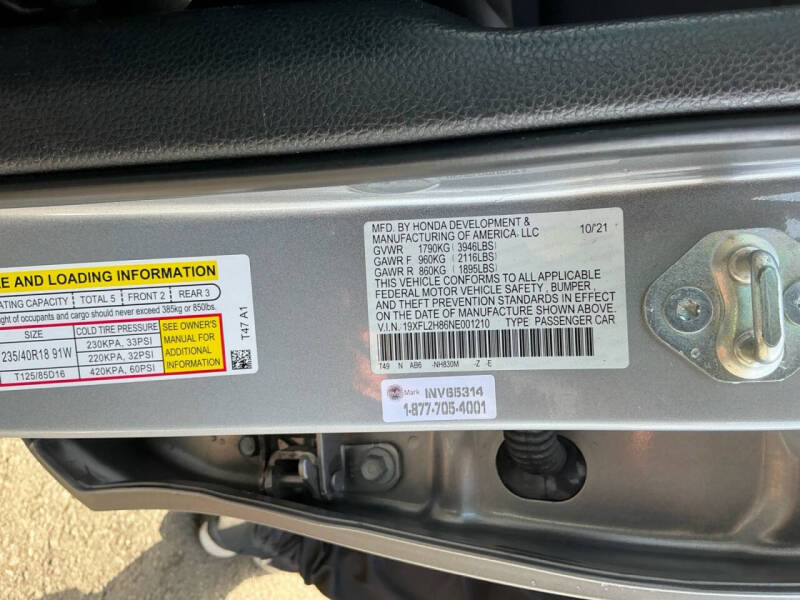 E AND LOADING INFORMATION
ATING CAPACITY TOTAL 5 FRONT 2 REAR 3
ght of occupants and cargo should never exceed 385kg or 850lbs.
SIZE COLD TIRE PRESSURE
235/40R18 91W 230KPA, 33PSI
220KPA, 32PSI
T125/85D16 420KPA, 60PSI
SEE OWNER'S
MANUAL FOR
ADDITIONAL
INFORMATION
T47 A1
MFD. BY HONDA DEVELOPMENT &
MANUFACTURING OF AMERICA, LLC 10/21
GVWR 1790KG (3946LBS)
GAWR F 960KG (2116LBS)
GAWR R 860KG (1895LBS)
THIS VEHICLE CONFORMS TO ALL APPLICABLE
FEDERAL MOTOR VEHICLE SAFETY, BUMPER,
AND THEFT PREVENTION STANDARDS IN EFFECT
ON THE DATE OF MANUFACTURE SHOWN ABOVE.
V.I.N. 19XFL2H86NE001210 TYPE PASSENGER CAR
T49 N AB6 -NH830M -Z -E
Mark INV65314
1-877-705-4001